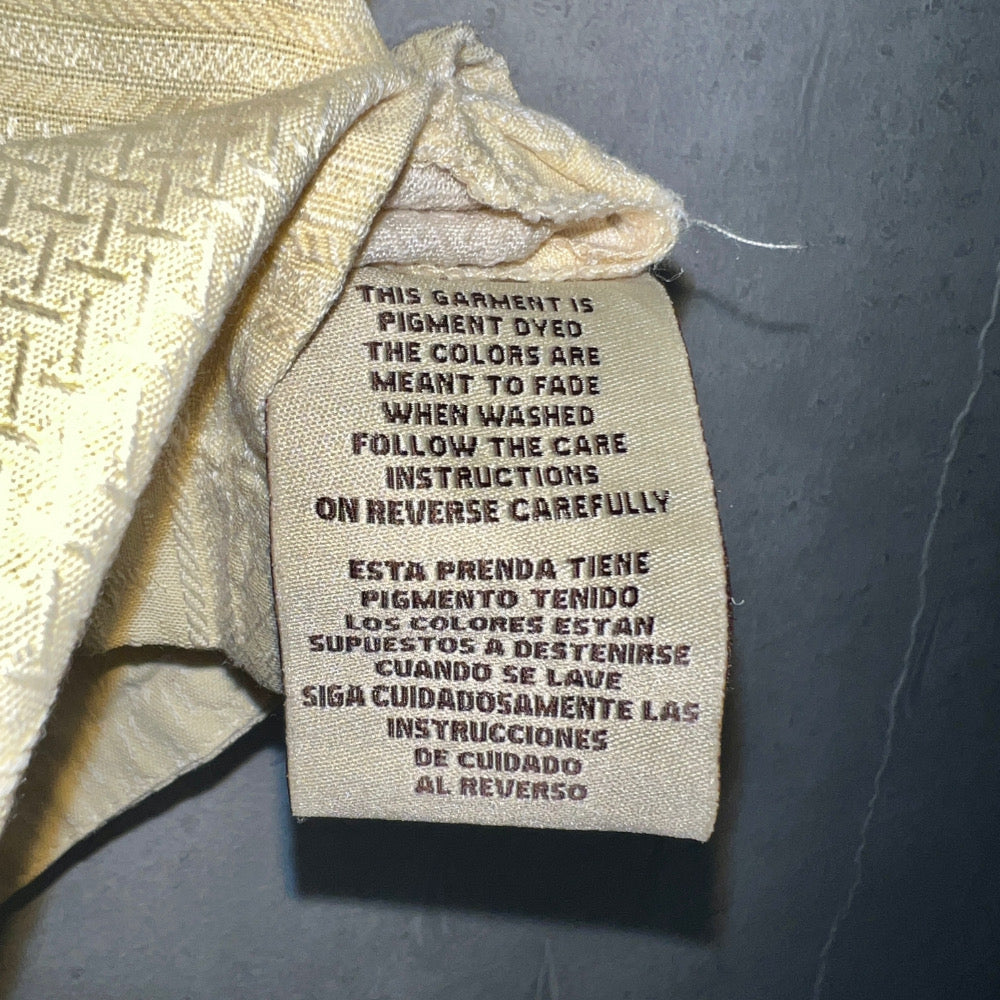 THIS GARMENT IS
PIGMENT DYED
THE COLORS ARE
MEANT TO FADE
WHEN WASHED
FOLLOW THE CARE
INSTRUCTIONS
ON REVERSE CAREFULLY
ESTA PRENDA TIENE
PIGMENTO TENIDO
LOS COLORES ESTAN
SUPUESTOS A DESTENIRSE
CUANDO SE LAVE
SIGA CUIDADOSAMENTE LAS
INSTRUCCIONES
DE CUIDADO
AL REVERSO